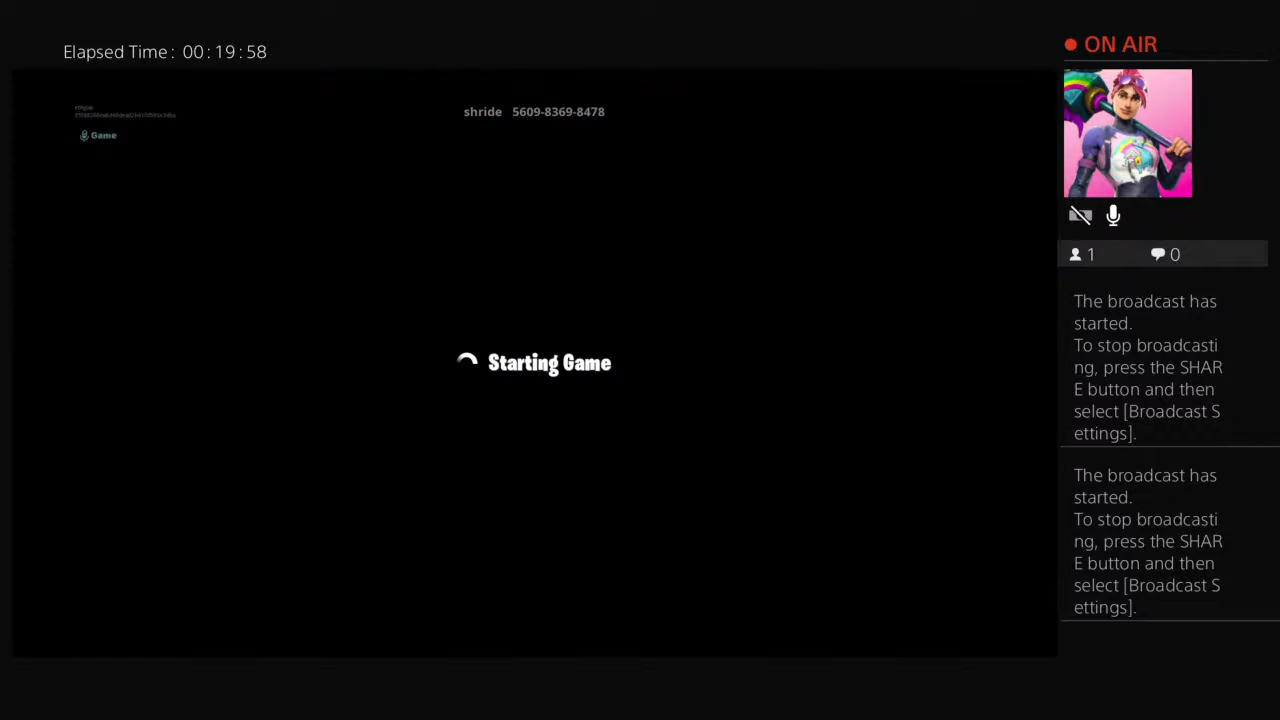 Elapsed Time: 00:19:58
ON AIR
shride 5609-8369-8478
Game
1 0
Starting Game
The broadcast has
started.
To stop broadcasti
ng, press the SHAR
E button and then
select [Broadcast S
ettings].
The broadcast has
started.
To stop broadcasti
ng, press the SHAR
E button and then
select [Broadcast S
ettings].